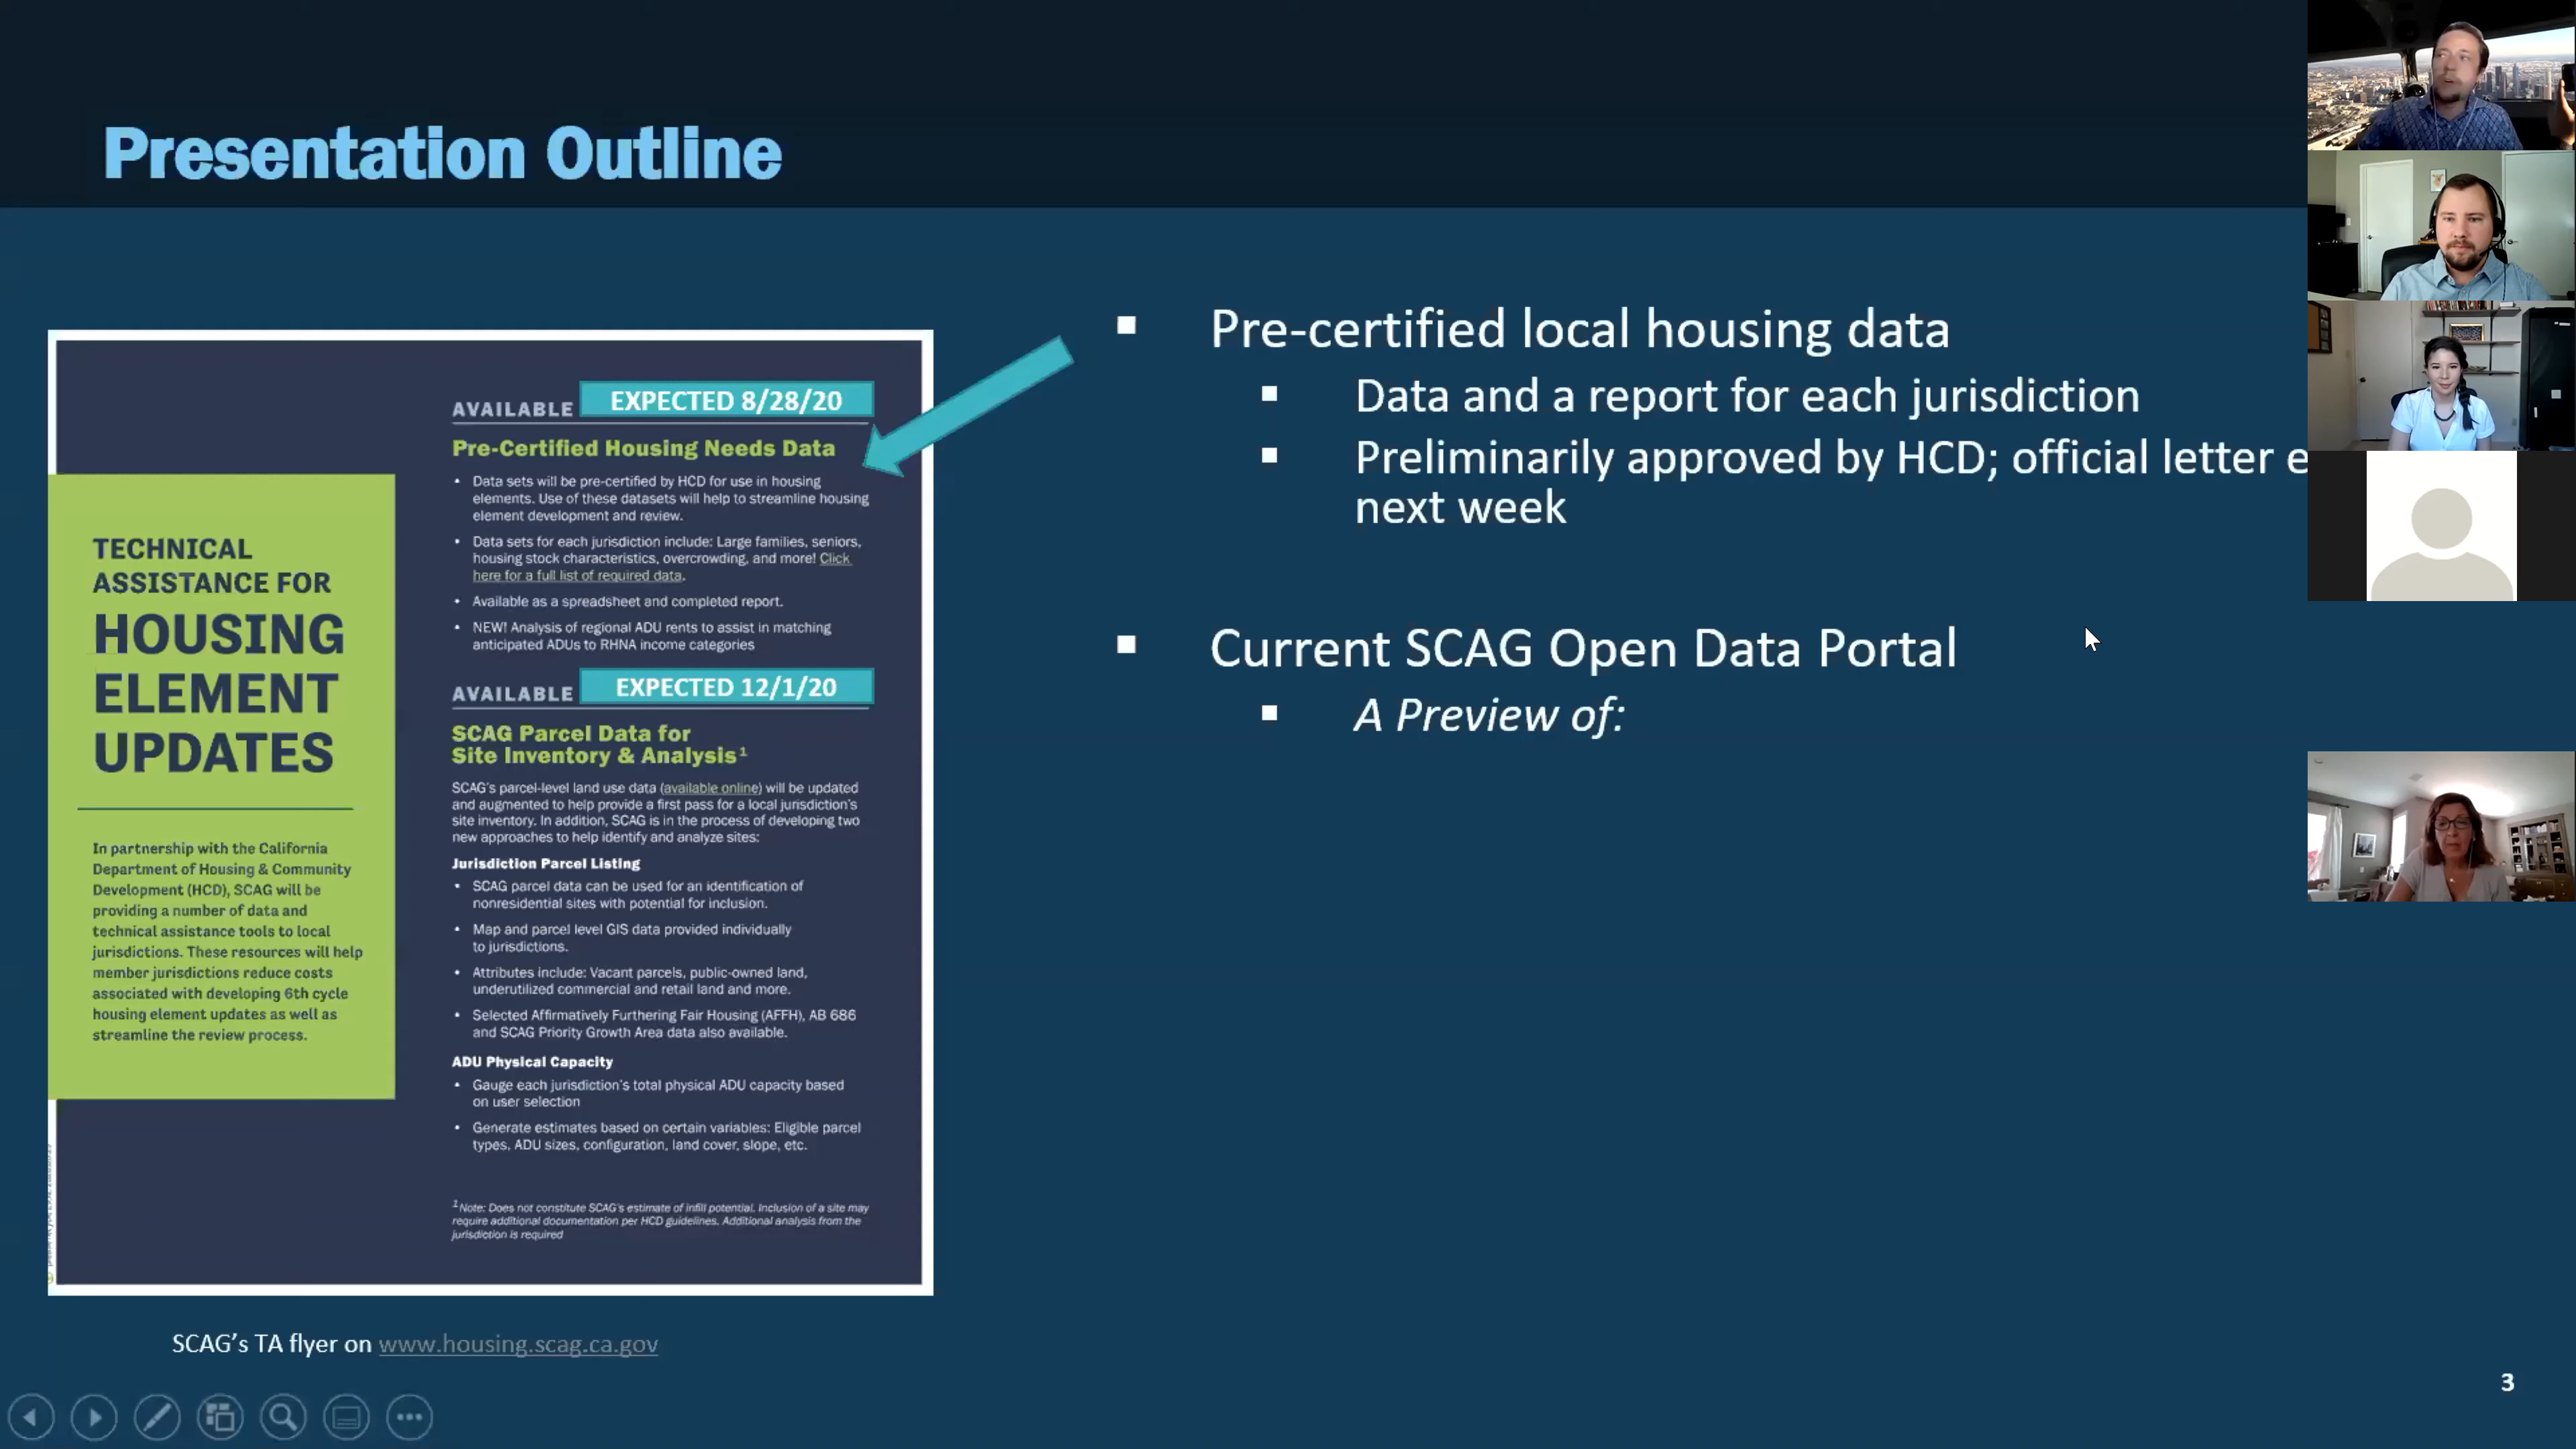 Presentation Outline
AVAILABLE EXPECTED 8/28/20
Pre-Certified Housing Needs Data
• Data sets will be pre-certified by HCD for use in housing
elements. Use of these datasets will help to streamline housing
element development and review.
• Data sets for each jurisdiction include: Large families, seniors,
housing stock characteristics, overcrowding, and more! Click
here for a full list of required data.
• Available as a spreadsheet and completed report.
• NEW! Analysis of regional ADU rents to assist in matching
anticipated ADUs to RHNA income categories
AVAILABLE EXPECTED 12/1/20
SCAG Parcel Data for
Site Inventory & Analysis¹
SCAG's parcel-level land use data (available online) will be updated
and augmented to help provide a first pass for a local jurisdiction's
site inventory. In addition, SCAG is in the process of developing two
new approaches to help identify and analyze sites:
Jurisdiction Parcel Listing
• SCAG parcel data can be used for an identification of
nonresidential sites with potential for inclusion.
• Map and parcel level GIS data provided individually
to jurisdictions.
• Attributes include: Vacant parcels, public-owned land,
underutilized commercial and retail land and more.
• Selected Affirmatively Furthering Fair Housing (AFFH), AB 686
and SCAG Priority Growth Area data also available.
ADU Physical Capacity
• Gauge each jurisdiction's total physical ADU capacity based
on user selection
• Generate estimates based on certain variables: Eligible parcel
types, ADU sizes, configuration, land cover, slope, etc.
¹Note: Does not constitute SCAG's estimate of infill potential. Inclusion of a site may
require additional documentation per HCD guidelines. Additional analysis from the
jurisdiction is required
TECHNICAL
ASSISTANCE FOR
HOUSING
ELEMENT
UPDATES
In partnership with the California
Department of Housing & Community
Development (HCD), SCAG will be
providing a number of data and
technical assistance tools to local
jurisdictions. These resources will help
member jurisdictions reduce costs
associated with developing 6th cycle
housing element updates as well as
streamline the review process.
SCAG's TA flyer on www.housing.scag.ca.gov
▪ Pre-certified local housing data
▪ Data and a report for each jurisdiction
▪ Preliminarily approved by HCD; official letter e
next week
▪ Current SCAG Open Data Portal
▪ A Preview of:
3